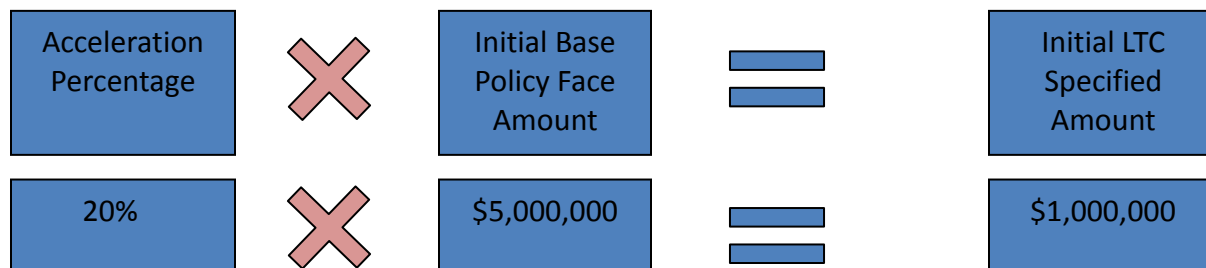 Acceleration
Percentage
Initial Base
Policy Face
Amount
Initial LTC
Specified
Amount
20%
$5,000,000
$1,000,000